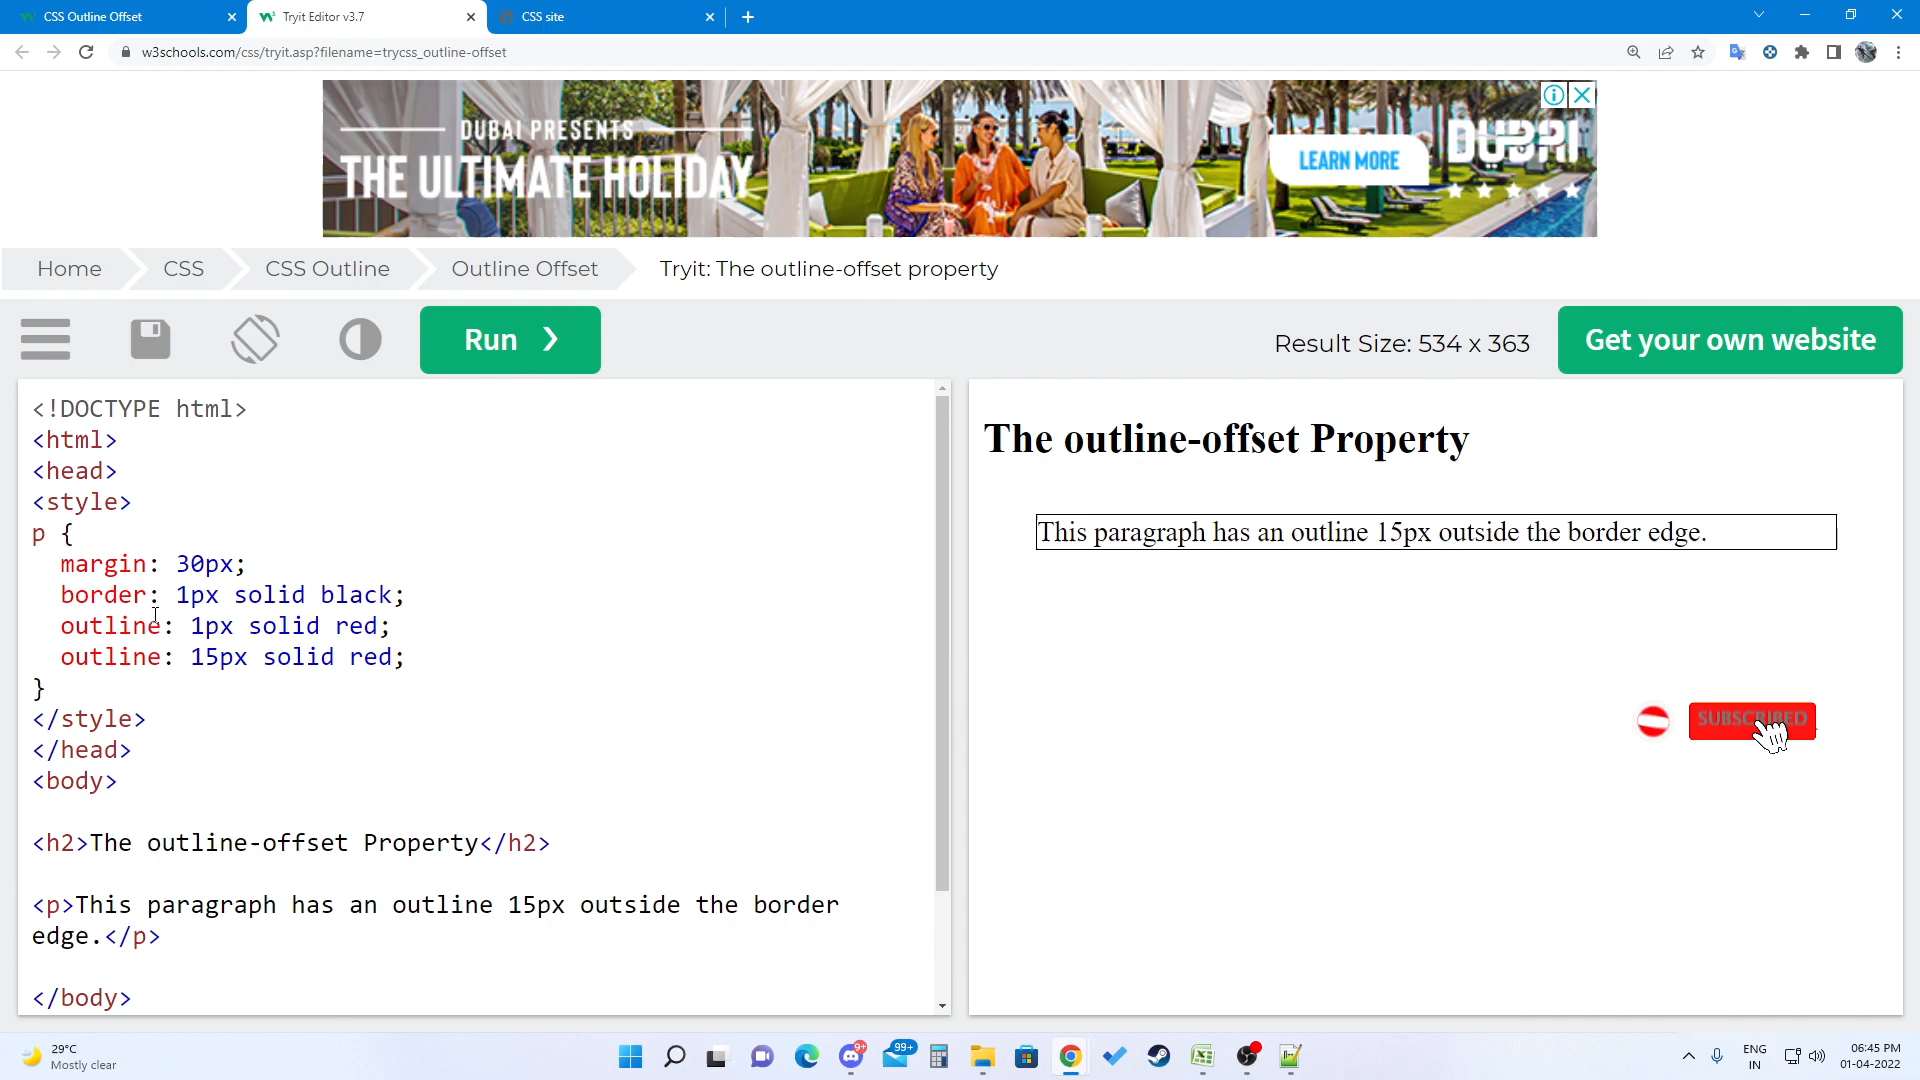 CSS Outline Offset
Tryit Editor v3.7
CSS site
w3schools.com/css/tryit.asp?filename=trycss_outline-offset
DUBAI PRESENTS
THE ULTIMATE HOLIDAY
LEARN MORE
DUBAI
Home
CSS
CSS Outline
Outline Offset
Tryit: The outline-offset property
Run ❯
Result Size: 534 x 363
Get your own website
<!DOCTYPE html>
<html>
<head>
<style>
p {
margin: 30px;
border: 1px solid black;
outline: 1px solid red;
outline: 15px solid red;
}
</style>
</head>
<body>
<h2>The outline-offset Property</h2>
<p>This paragraph has an outline 15px outside the border
edge.</p>
</body>
The outline-offset Property
This paragraph has an outline 15px outside the border edge.
SUBSCRIBED
29°C
Mostly clear
9+
99+
ENG
IN
06:45 PM
01-04-2022